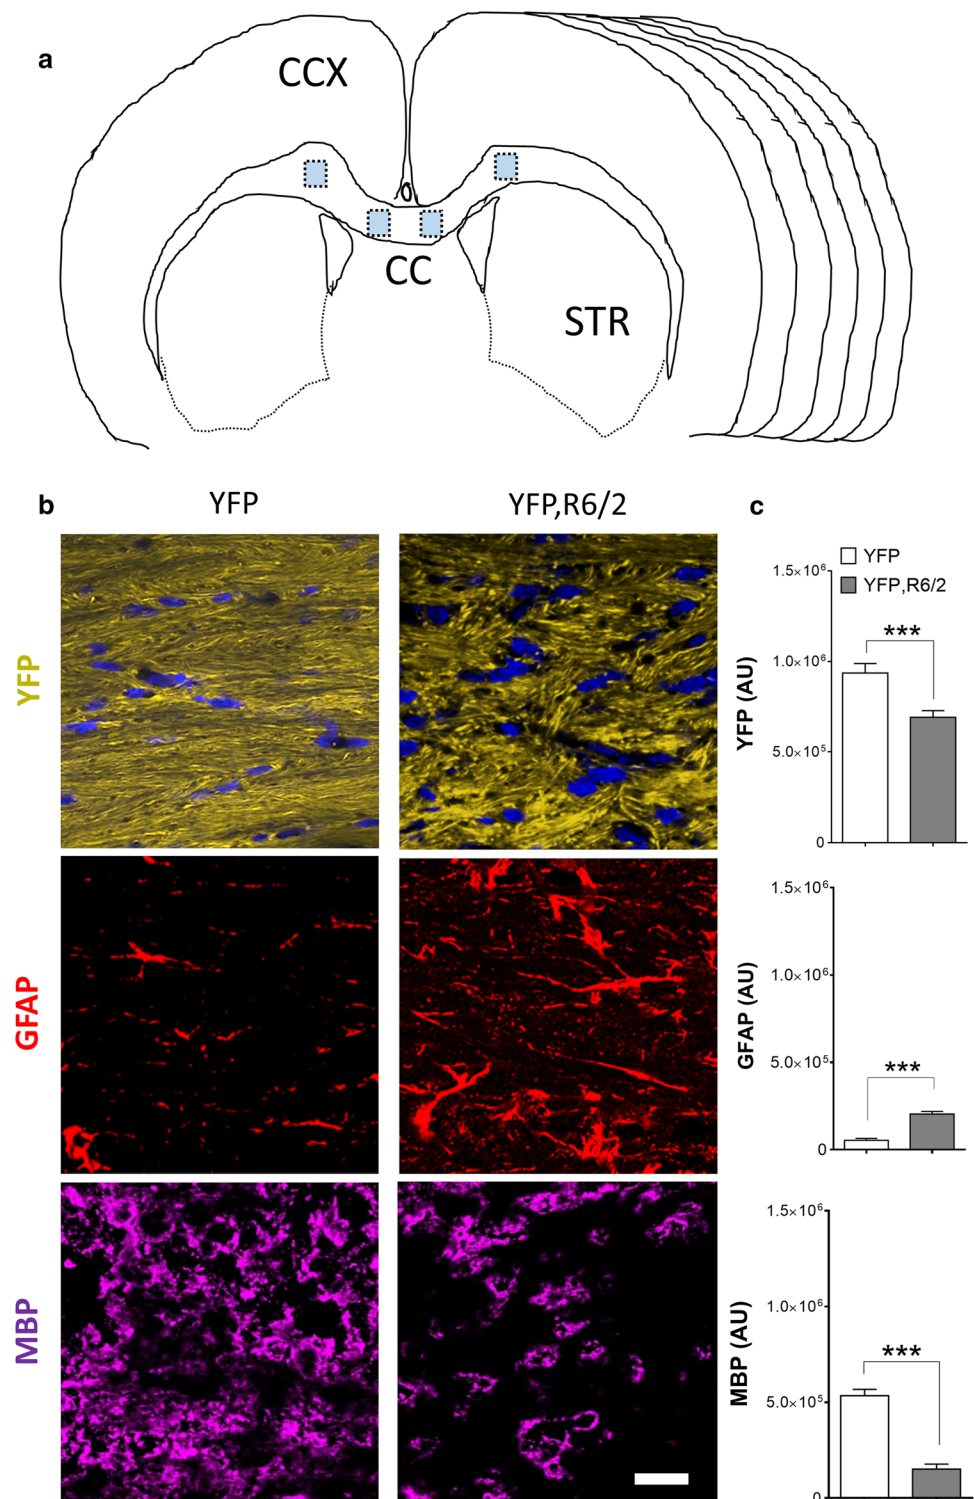 a
CCX
CC
STR
b
YFP
YFP,R6/2
c
YFP
GFAP
MBP
YFP
YFP,R6/2
1.5×10⁶
1.0×10⁶
5.0×10⁵
0
YFP (AU)
***
1.5×10⁶
1.0×10⁶
5.0×10⁵
0
GFAP (AU)
***
1.5×10⁶
1.0×10⁶
5.0×10⁵
0
MBP (AU)
***